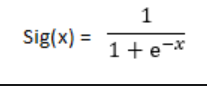 Sig(x) = 1 / (1 + e^-x)